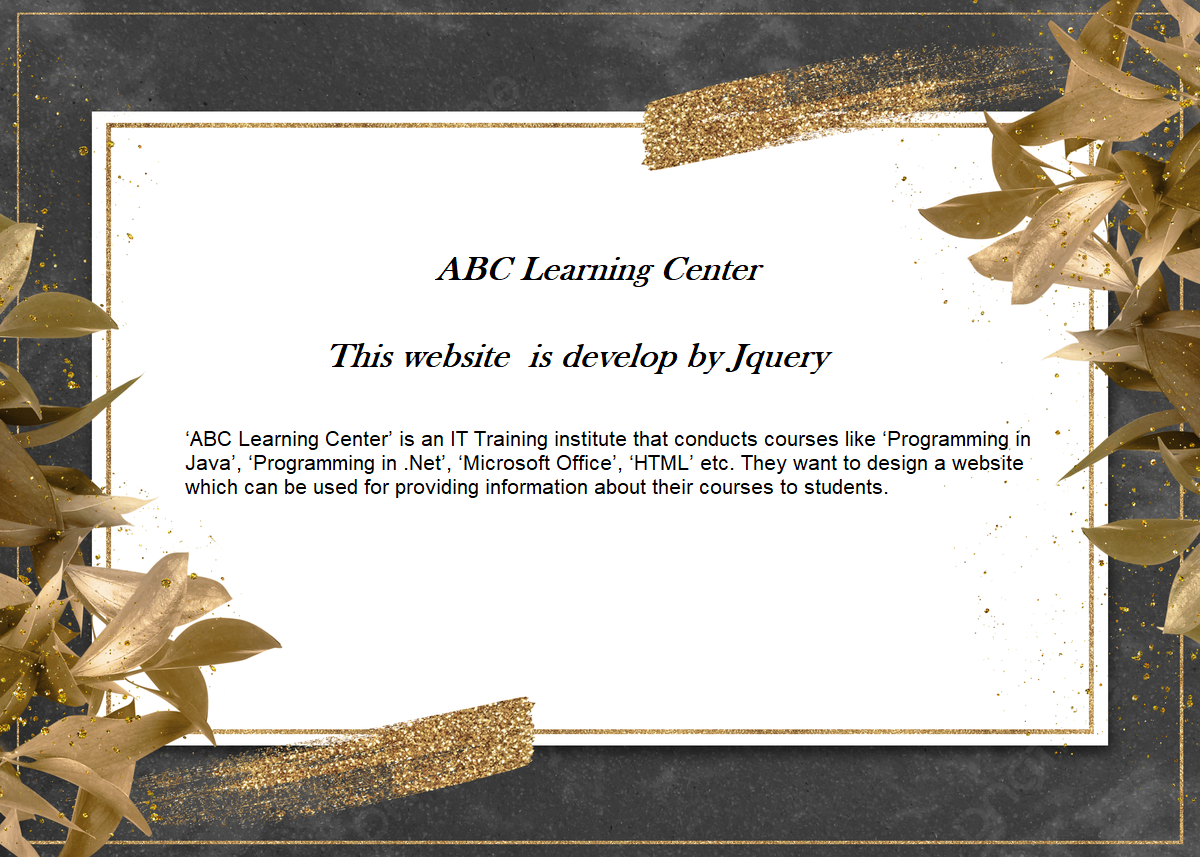 ABC Learning Center
This website  is develop by Jquery
‘ABC Learning Center’ is an IT Training institute that conducts courses like ‘Programming in
Java’, ‘Programming in .Net’, ‘Microsoft Office’, ‘HTML’ etc. They want to design a website
which can be used for providing information about their courses to students.